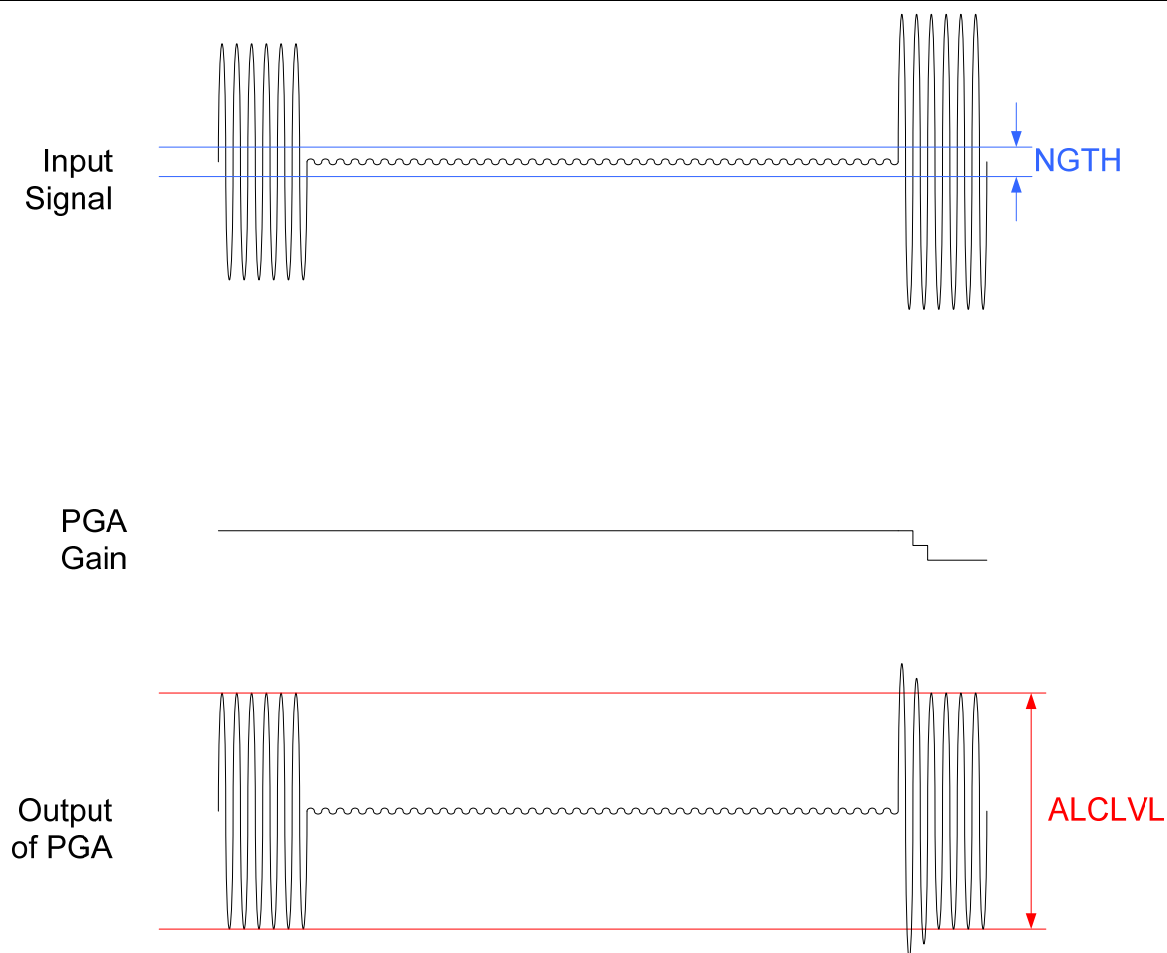 Input
Signal
NGTH
PGA
Gain
Output
of PGA
ALCLVL